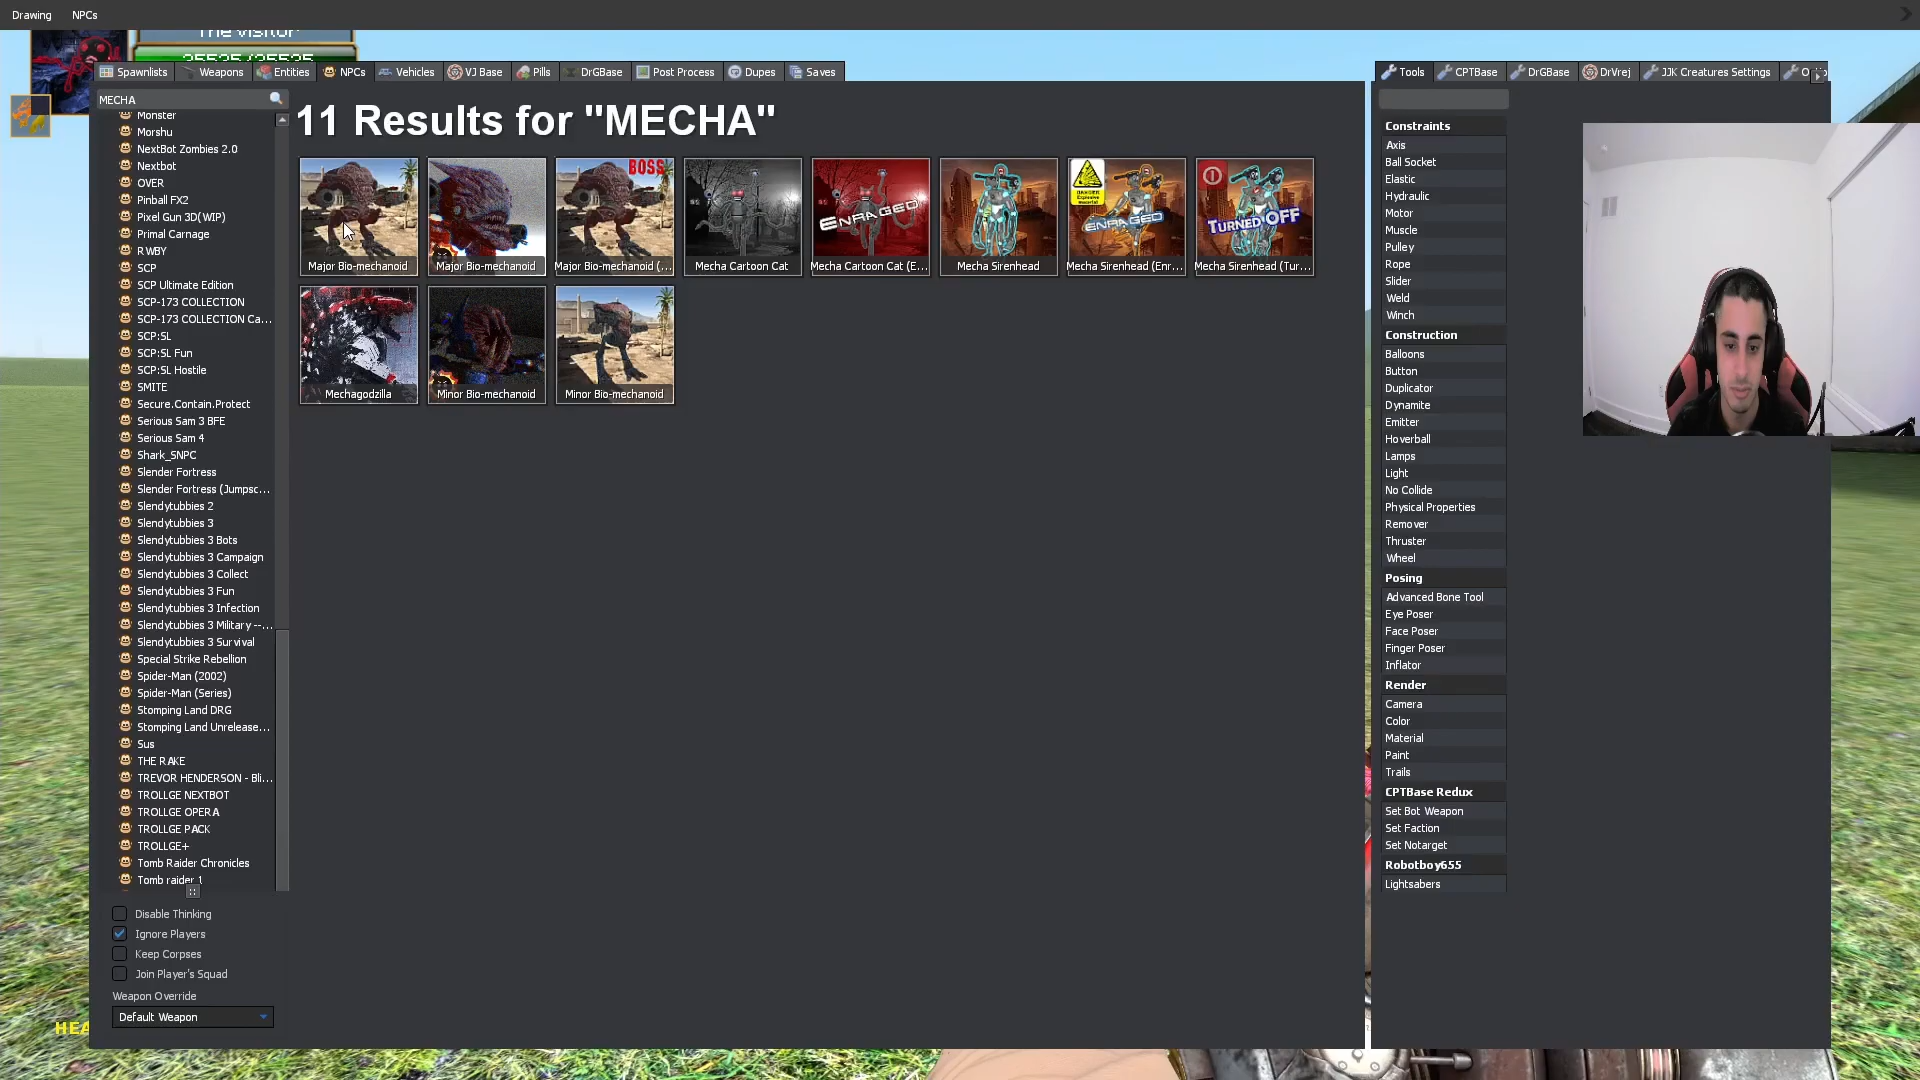 Drawing NPCs
The Visitor
25525/25525
Spawnlists Weapons Entities NPCs Vehicles VJ Base Pills DrGBase Post Process Dupes Saves
MECHA
Monster
Morshu
NextBot Zombies 2.0
Nextbot
OVER
Pinball FX2
Pixel Gun 3D(WIP)
Primal Carnage
RWBY
SCP
SCP Ultimate Edition
SCP-173 COLLECTION
SCP-173 COLLECTION Ca...
SCP:SL
SCP:SL Fun
SCP:SL Hostile
SMITE
Secure.Contain.Protect
Serious Sam 3 BFE
Serious Sam 4
Shark_SNPC
Slender Fortress
Slender Fortress (Jumpsc...
Slendytubbies 2
Slendytubbies 3
Slendytubbies 3 Bots
Slendytubbies 3 Campaign
Slendytubbies 3 Collect
Slendytubbies 3 Fun
Slendytubbies 3 Infection
Slendytubbies 3 Military --...
Slendytubbies 3 Survival
Special Strike Rebellion
Spider-Man (2002)
Spider-Man (Series)
Stomping Land DRG
Stomping Land Unrelease...
Sus
THE RAKE
TREVOR HENDERSON - Bli...
TROLLGE NEXTBOT
TROLLGE OPERA
TROLLGE PACK
TROLLGE+
Tomb Raider Chronicles
Tomb raider 1
Disable Thinking
Ignore Players
Keep Corpses
Join Player's Squad
Weapon Override
Default Weapon
HEA
11 Results for "MECHA"
BOSS
ENRAGED
DANGER
ENRAGED
TURNED OFF
Major Bio-mechanoid Major Bio-mechanoid Major Bio-mechanoid (... Mecha Cartoon Cat Mecha Cartoon Cat (E... Mecha Sirenhead Mecha Sirenhead (Enr... Mecha Sirenhead (Tur...
Mechagodzilla Minor Bio-mechanoid Minor Bio-mechanoid
Tools CPTBase DrGBase DrVrej JJK Creatures Settings
Constraints
Axis
Ball Socket
Elastic
Hydraulic
Motor
Muscle
Pulley
Rope
Slider
Weld
Winch
Construction
Balloons
Button
Duplicator
Dynamite
Emitter
Hoverball
Lamps
Light
No Collide
Physical Properties
Remover
Thruster
Wheel
Posing
Advanced Bone Tool
Eye Poser
Face Poser
Finger Poser
Inflator
Render
Camera
Color
Material
Paint
Trails
CPTBase Redux
Set Bot Weapon
Set Faction
Set Notarget
Robotboy655
Lightsabers